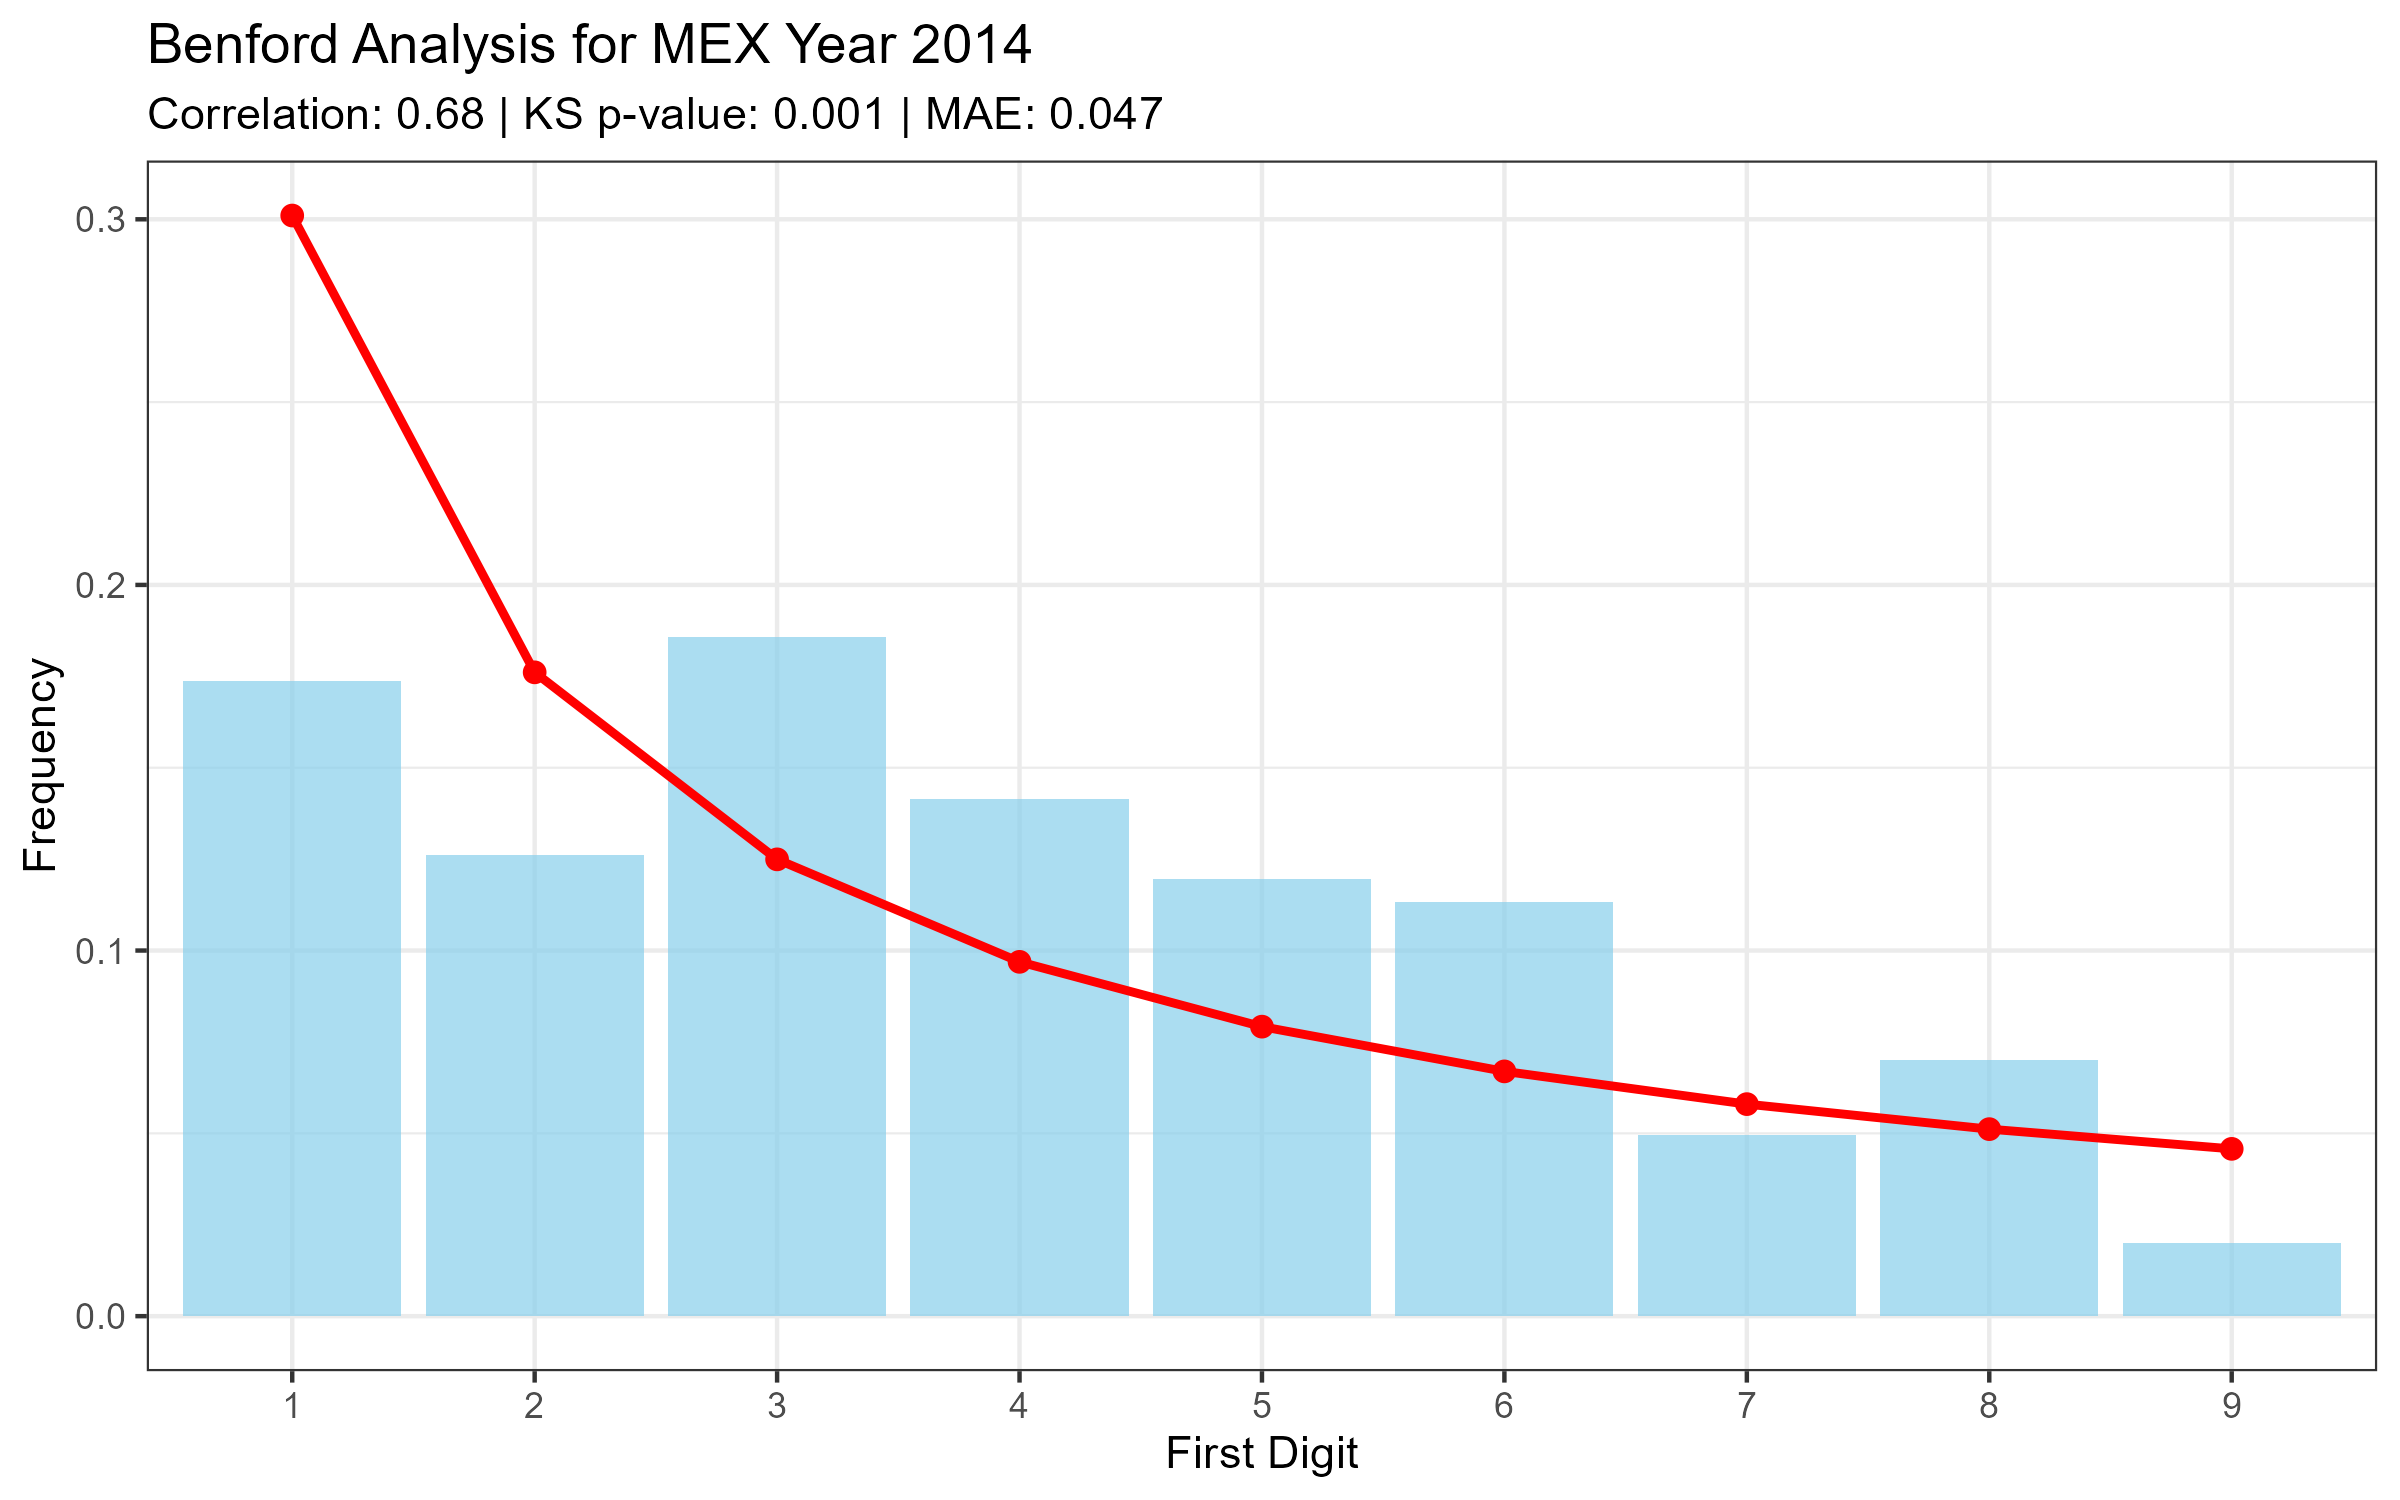 Benford Analysis for MEX Year 2014
Correlation: 0.68 | KS p-value: 0.001 | MAE: 0.047
Frequency
0.3
0.2
0.1
0.0
1 2 3 4 5 6 7 8 9
First Digit